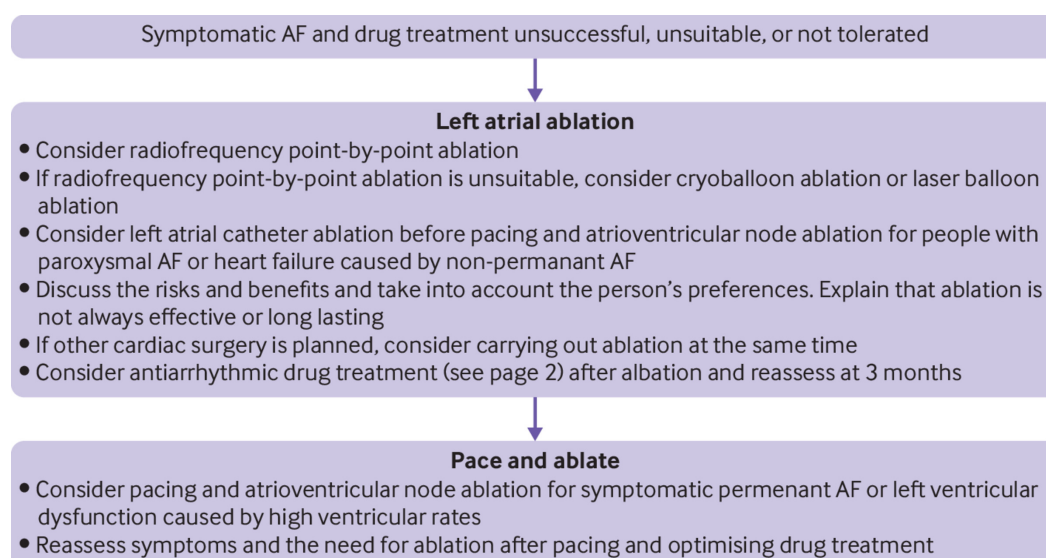 Symptomatic AF and drug treatment unsuccessful, unsuitable, or not tolerated
Left atrial ablation
• Consider radiofrequency point-by-point ablation
• If radiofrequency point-by-point ablation is unsuitable, consider cryoballoon ablation or laser balloon
ablation
• Consider left atrial catheter ablation before pacing and atrioventricular node ablation for people with
paroxysmal AF or heart failure caused by non-permanant AF
• Discuss the risks and benefits and take into account the person's preferences. Explain that ablation is
not always effective or long lasting
• If other cardiac surgery is planned, consider carrying out ablation at the same time
• Consider antiarrhythmic drug treatment (see page 2) after albation and reassess at 3 months
Pace and ablate
• Consider pacing and atrioventricular node ablation for symptomatic permenant AF or left ventricular
dysfunction caused by high ventricular rates
• Reassess symptoms and the need for ablation after pacing and optimising drug treatment